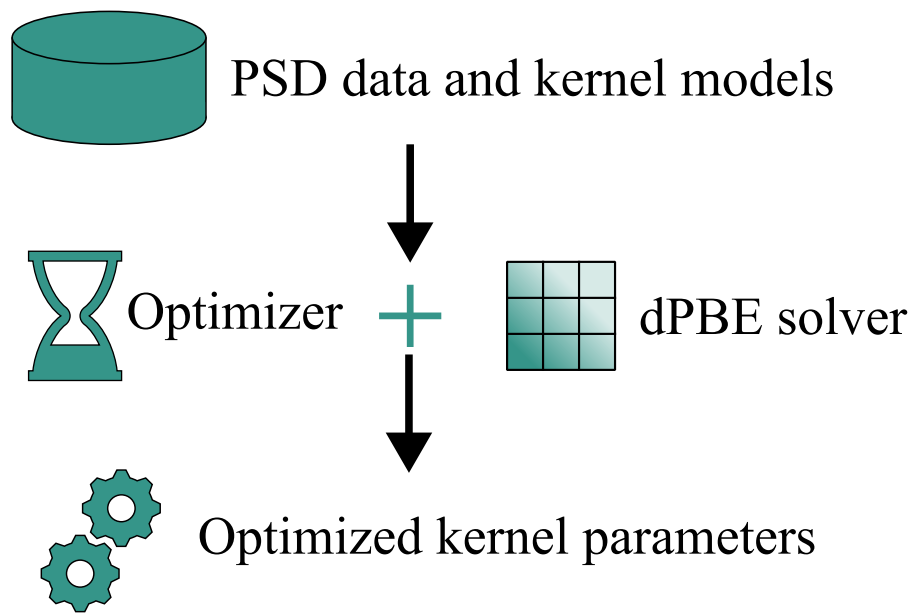 PSD data and kernel models
Optimizer + dPBE solver
Optimized kernel parameters